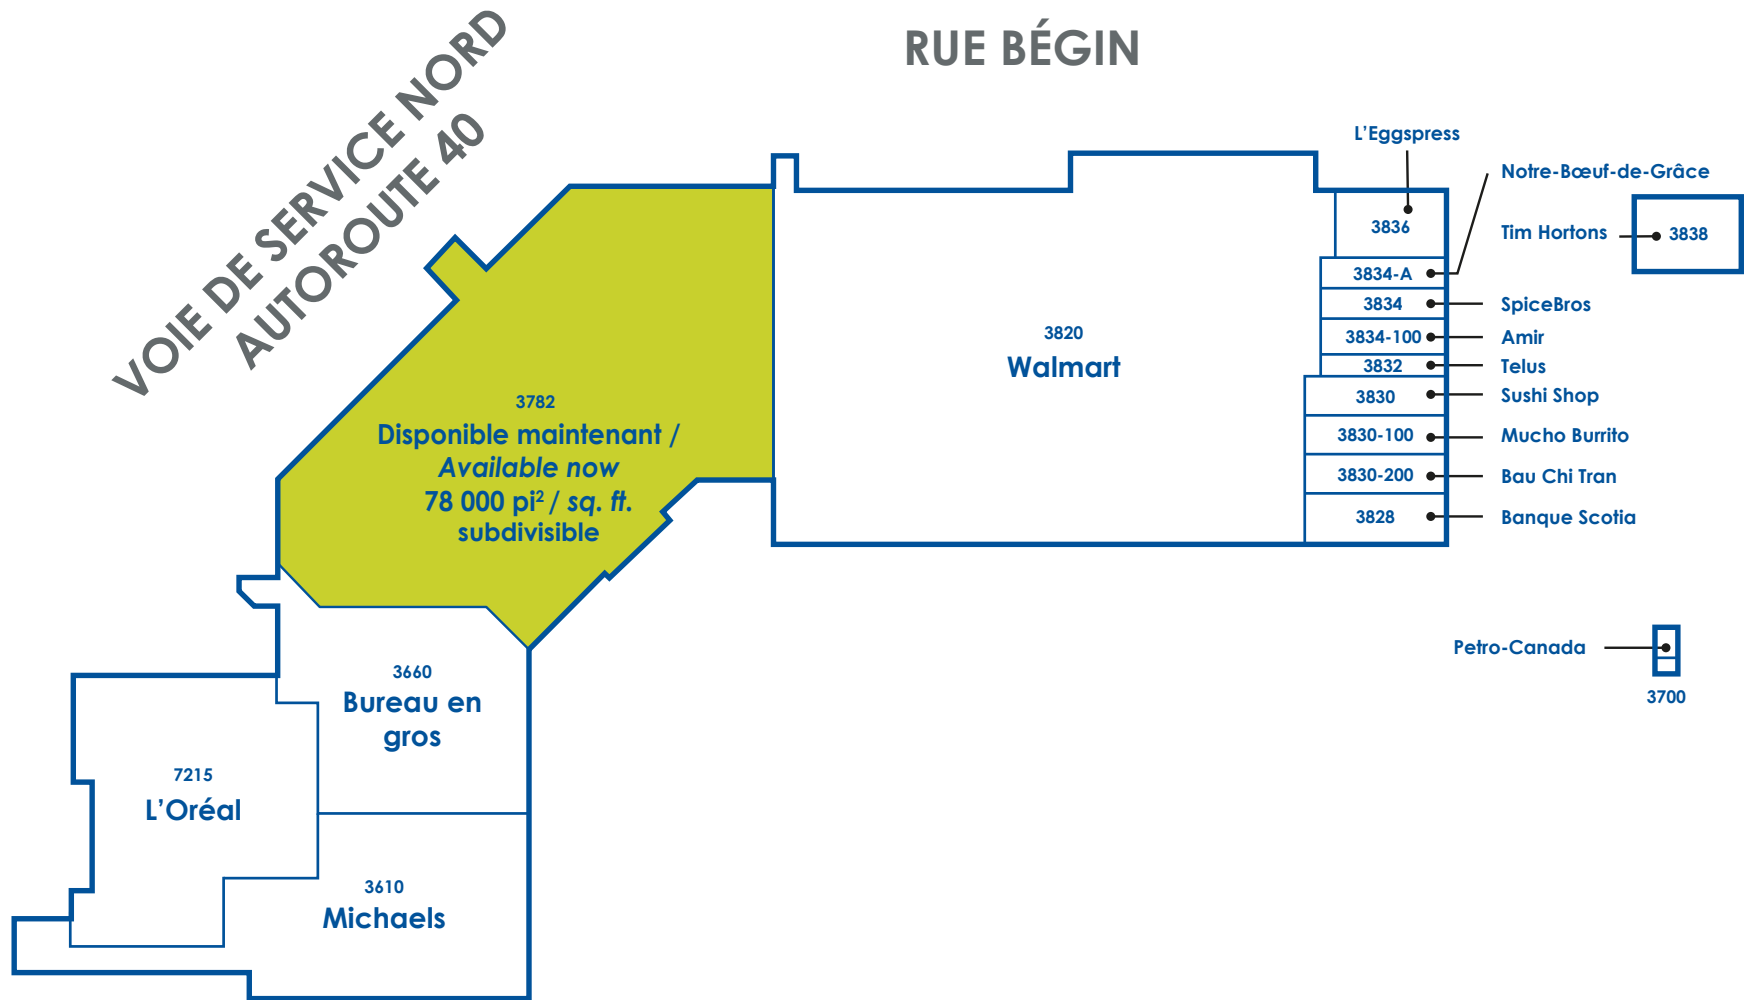 RUE BÉGIN
VOIE DE SERVICE NORD
AUTOROUTE 40
L'Eggspress
3836
Notre-Bœuf-de-Grâce
3834-A
Tim Hortons
3838
3834
SpiceBros
3834-100
Amir
3832
Telus
3830
Sushi Shop
3830-100
Mucho Burrito
3830-200
Bau Chi Tran
3828
Banque Scotia
3820
Walmart
3782
Disponible maintenant /
Available now
78 000 pi² / sq. ft.
subdivisible
Petro-Canada
3700
3660
Bureau en
gros
7215
L'Oréal
3610
Michaels